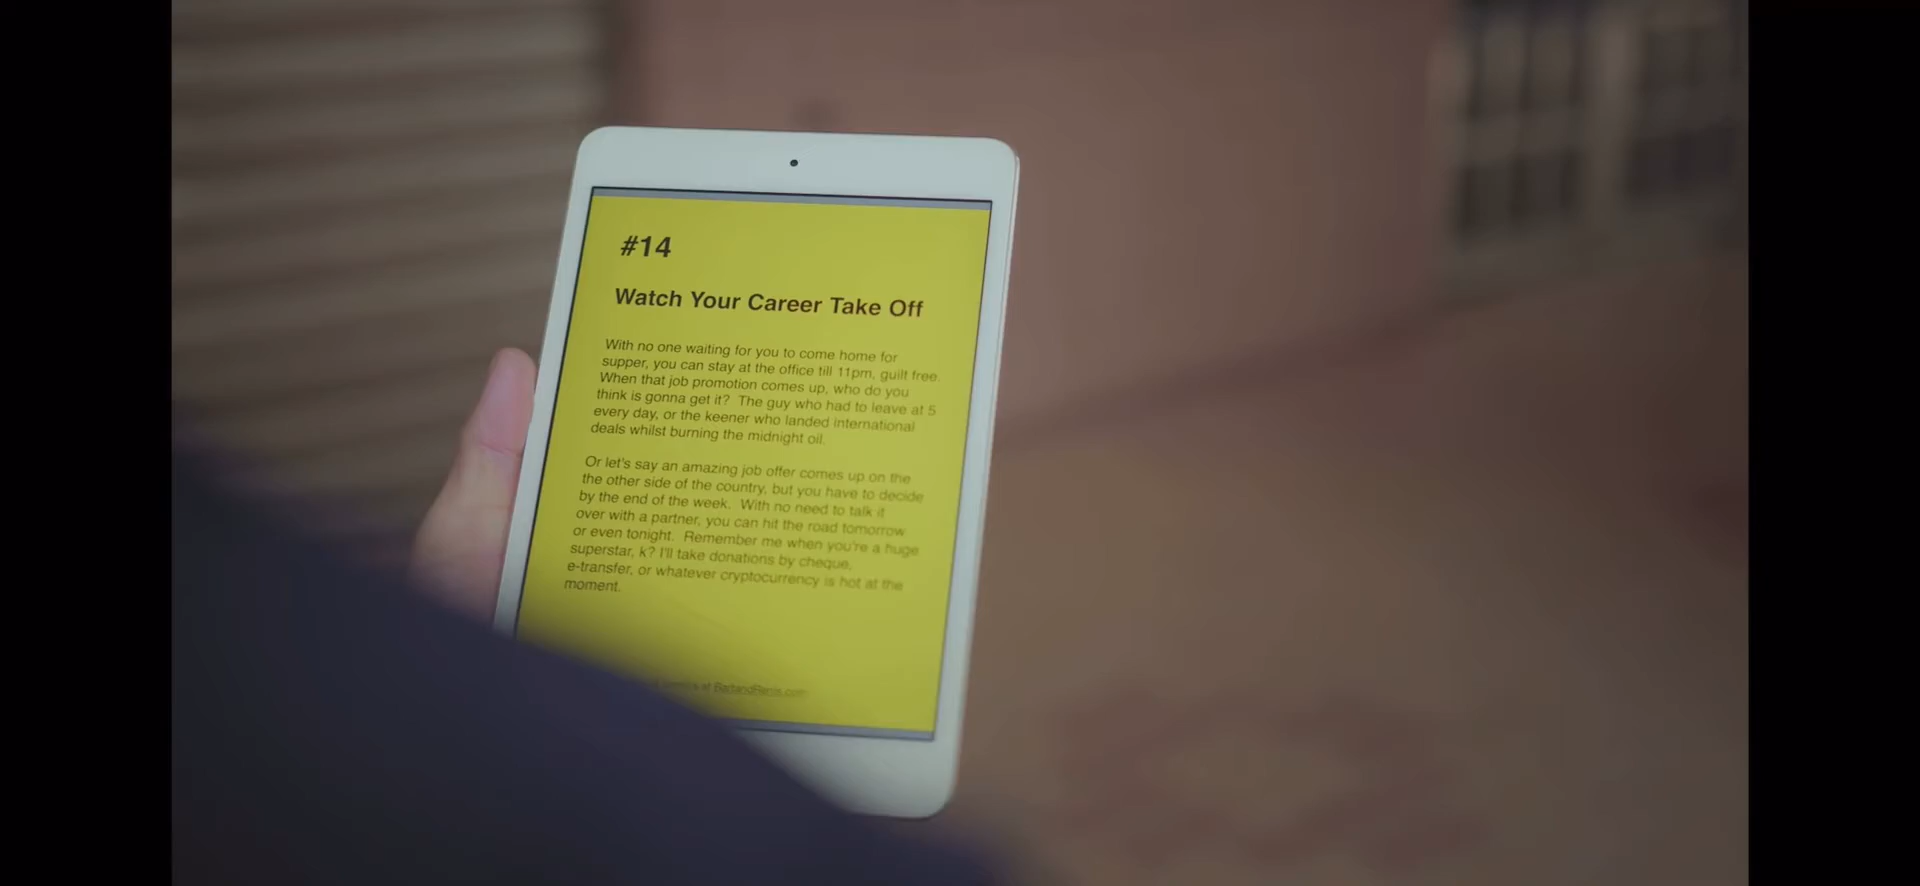 #14
Watch Your Career Take Off
With no one waiting for you to come home for
supper, you can stay at the office till 11pm, guilt free.
When that job promotion comes up, who do you
think is gonna get it? The guy who had to leave at 5
every day, or the keener who landed international
deals whilst burning the midnight oil.
Or let's say an amazing job offer comes up on the
the other side of the country, but you have to decide
by the end of the week. With no need to talk it
over with a partner, you can hit the road tomorrow
or even tonight. Remember me when you're a huge
superstar, k? I'll take donations by cheque,
e-transfer, or whatever cryptocurrency is hot at the
moment.
at